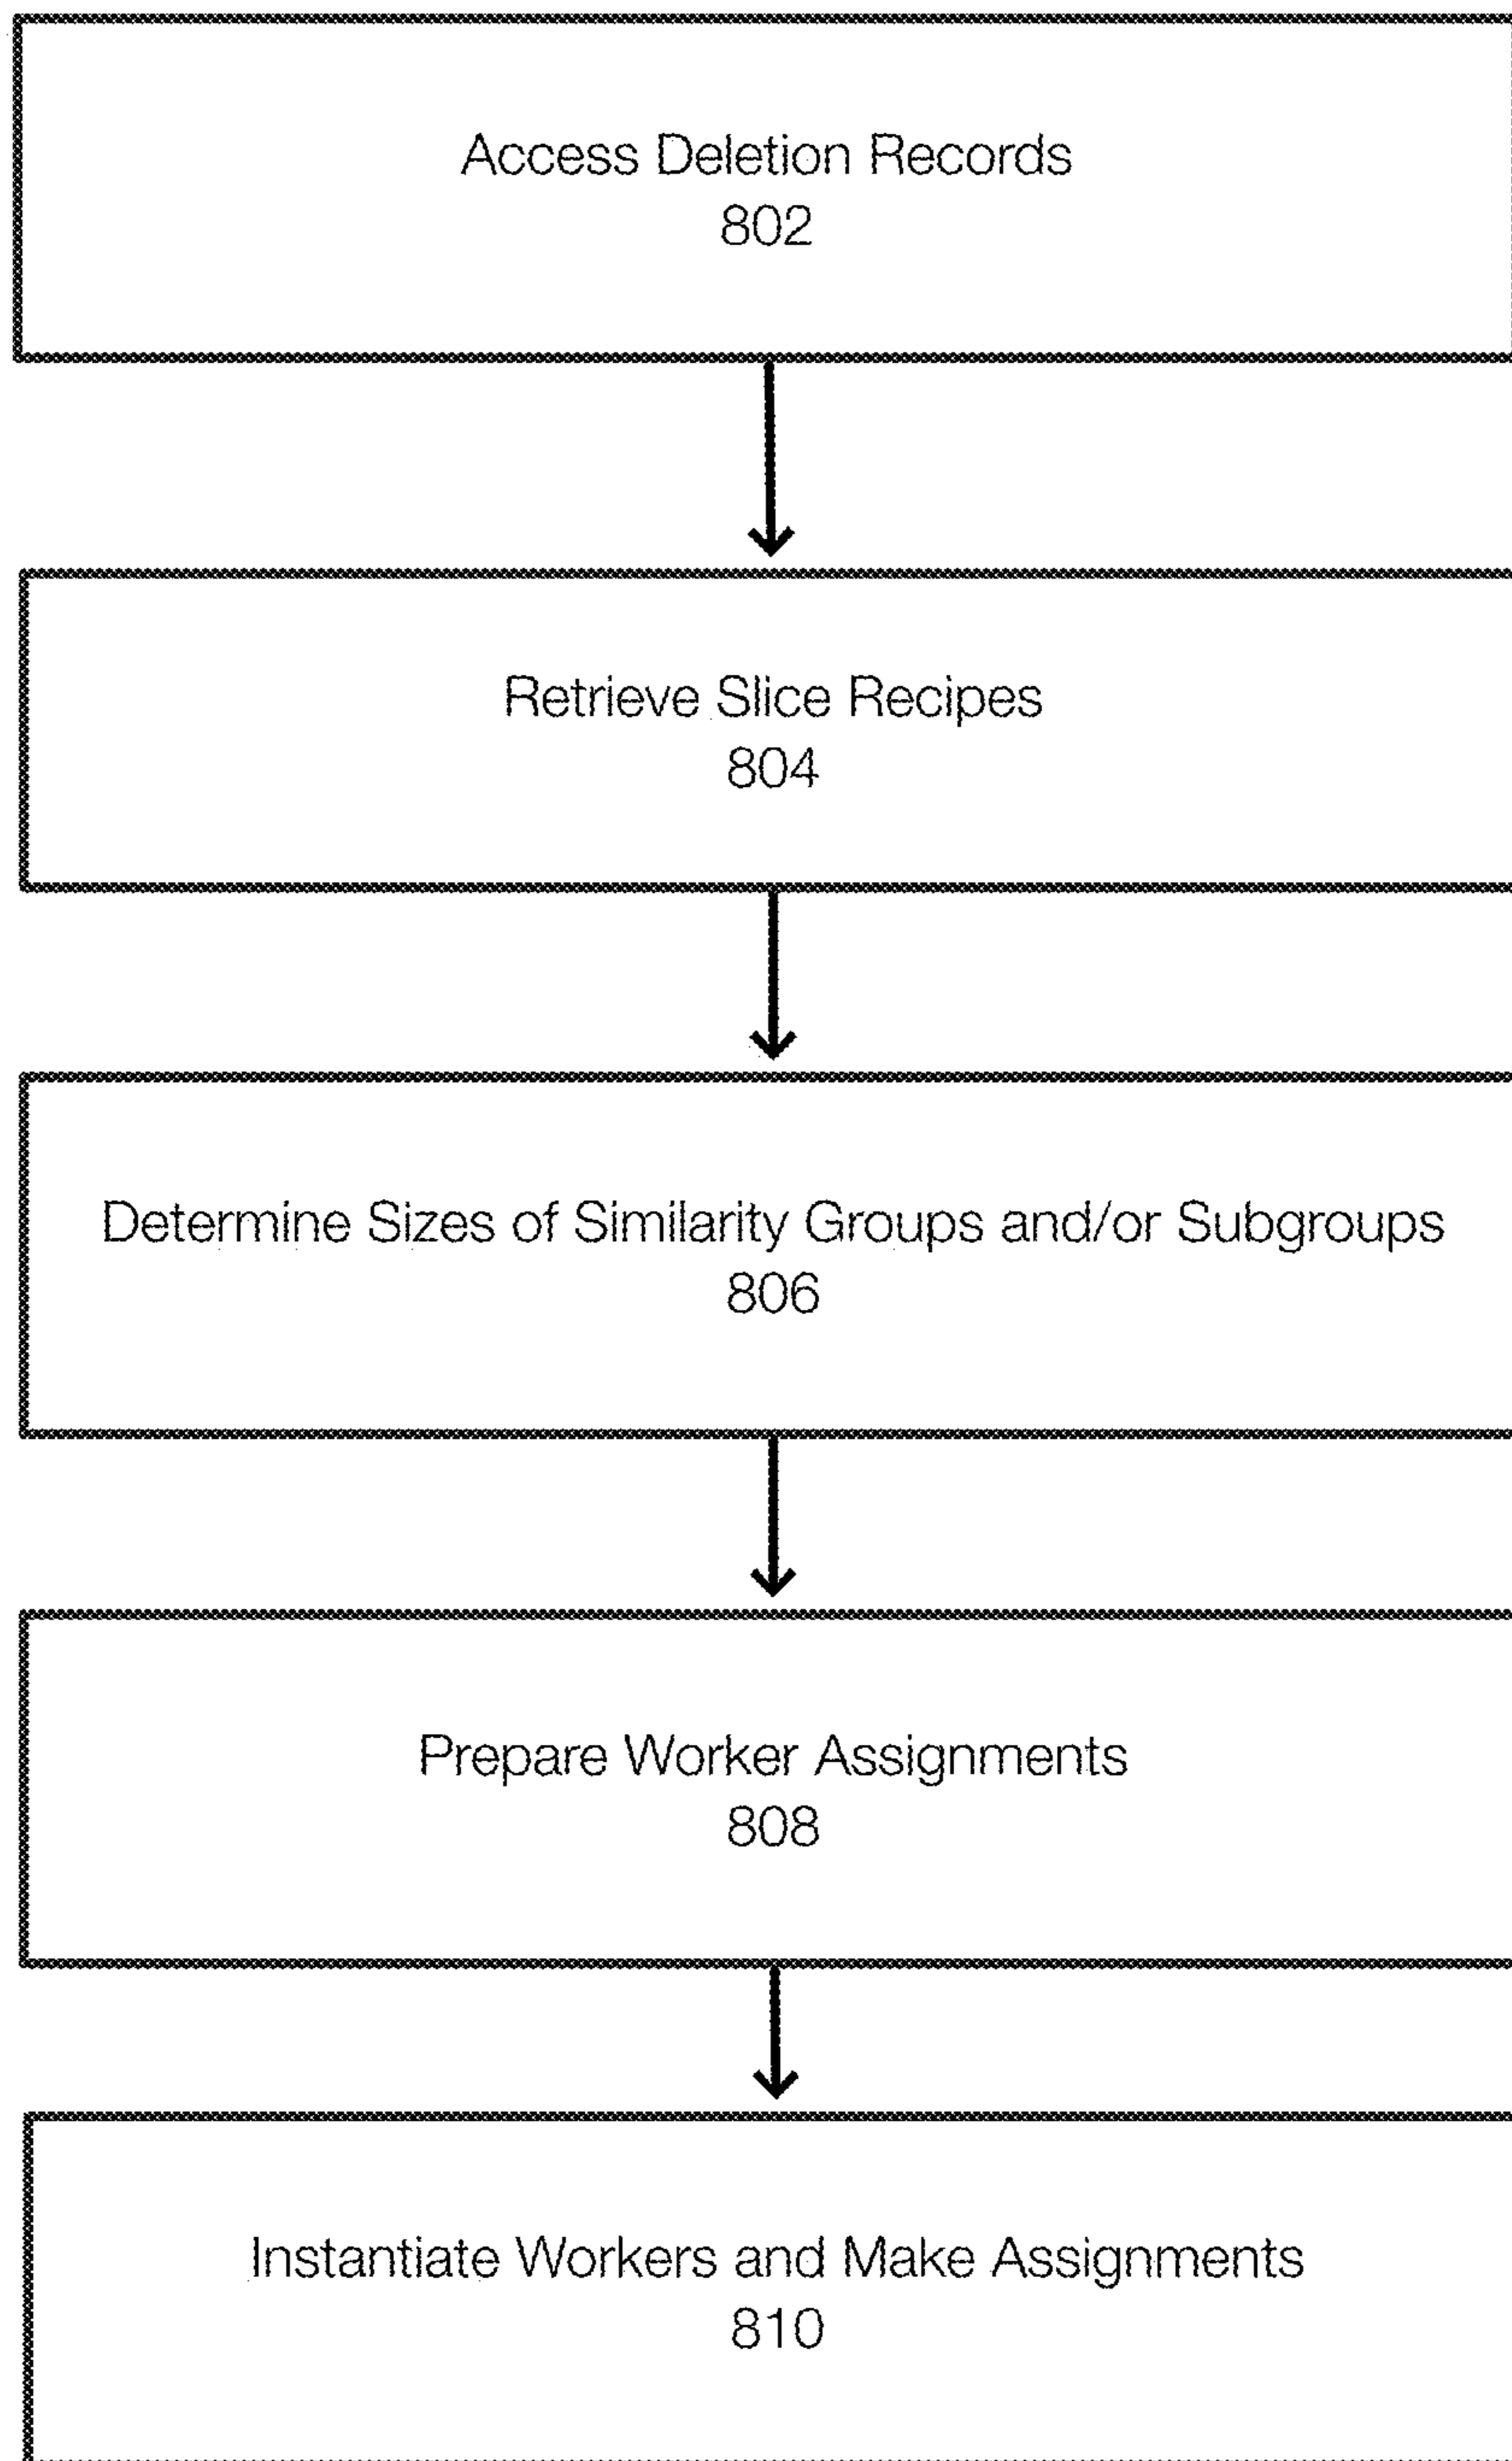 Access Deletion Records
802
Retrieve Slice Recipes
804
Determine Sizes of Similarity Groups and/or Subgroups
806
Prepare Worker Assignments
808
Instantiate Workers and Make Assignments
810